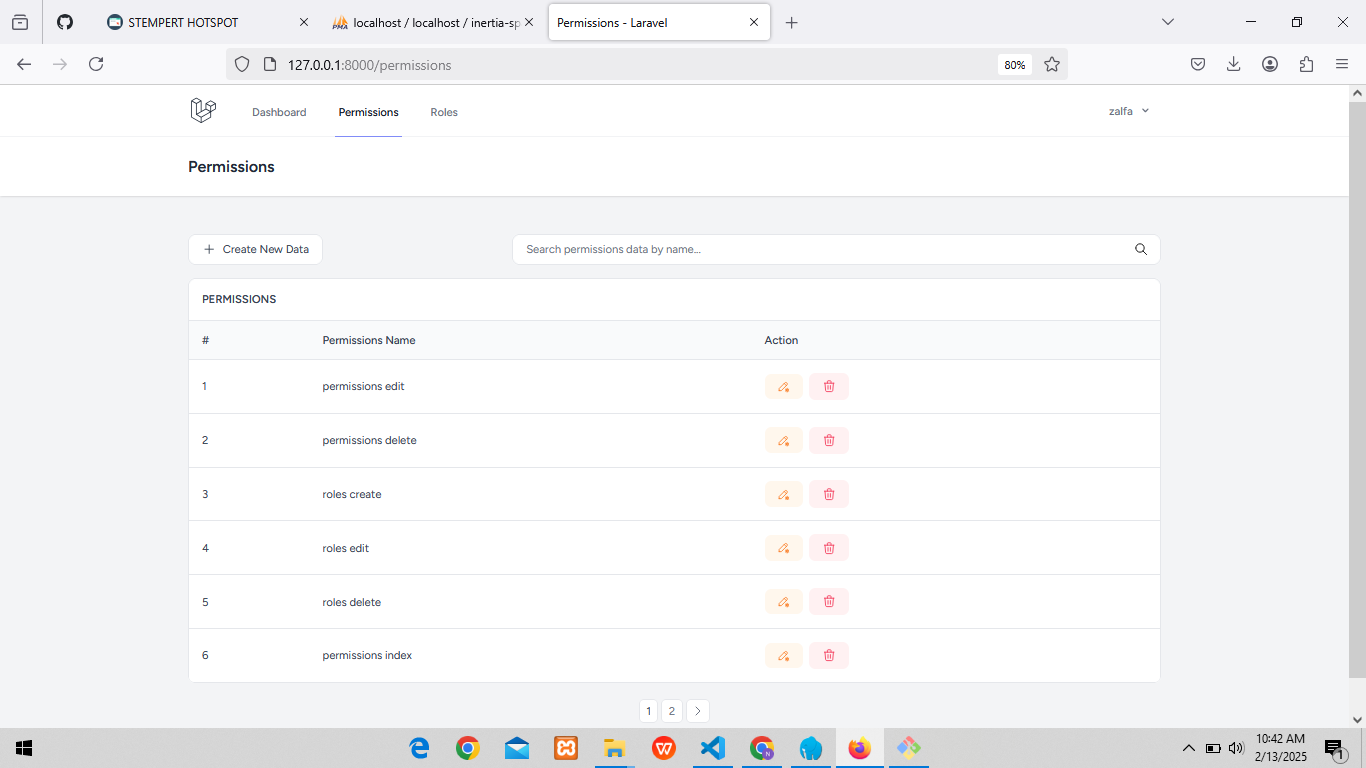 STEMPERT HOTSPOT
localhost / localhost / inertia-sp
Permissions - Laravel
127.0.0.1:8000/permissions
80%
Dashboard
Permissions
Roles
zalfa
Permissions
Create New Data
Search permissions data by name...
PERMISSIONS
# Permissions Name Action
1 permissions edit
2 permissions delete
3 roles create
4 roles edit
5 roles delete
6 permissions index
1 2
10:42 AM
2/13/2025
1